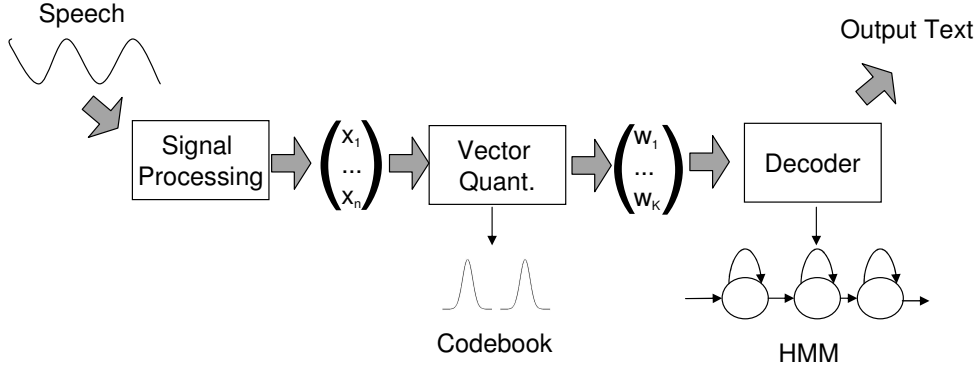 Speech
Output Text
Signal
Processing
x1
...
xn
Vector
Quant.
w1
...
wK
Decoder
Codebook
HMM